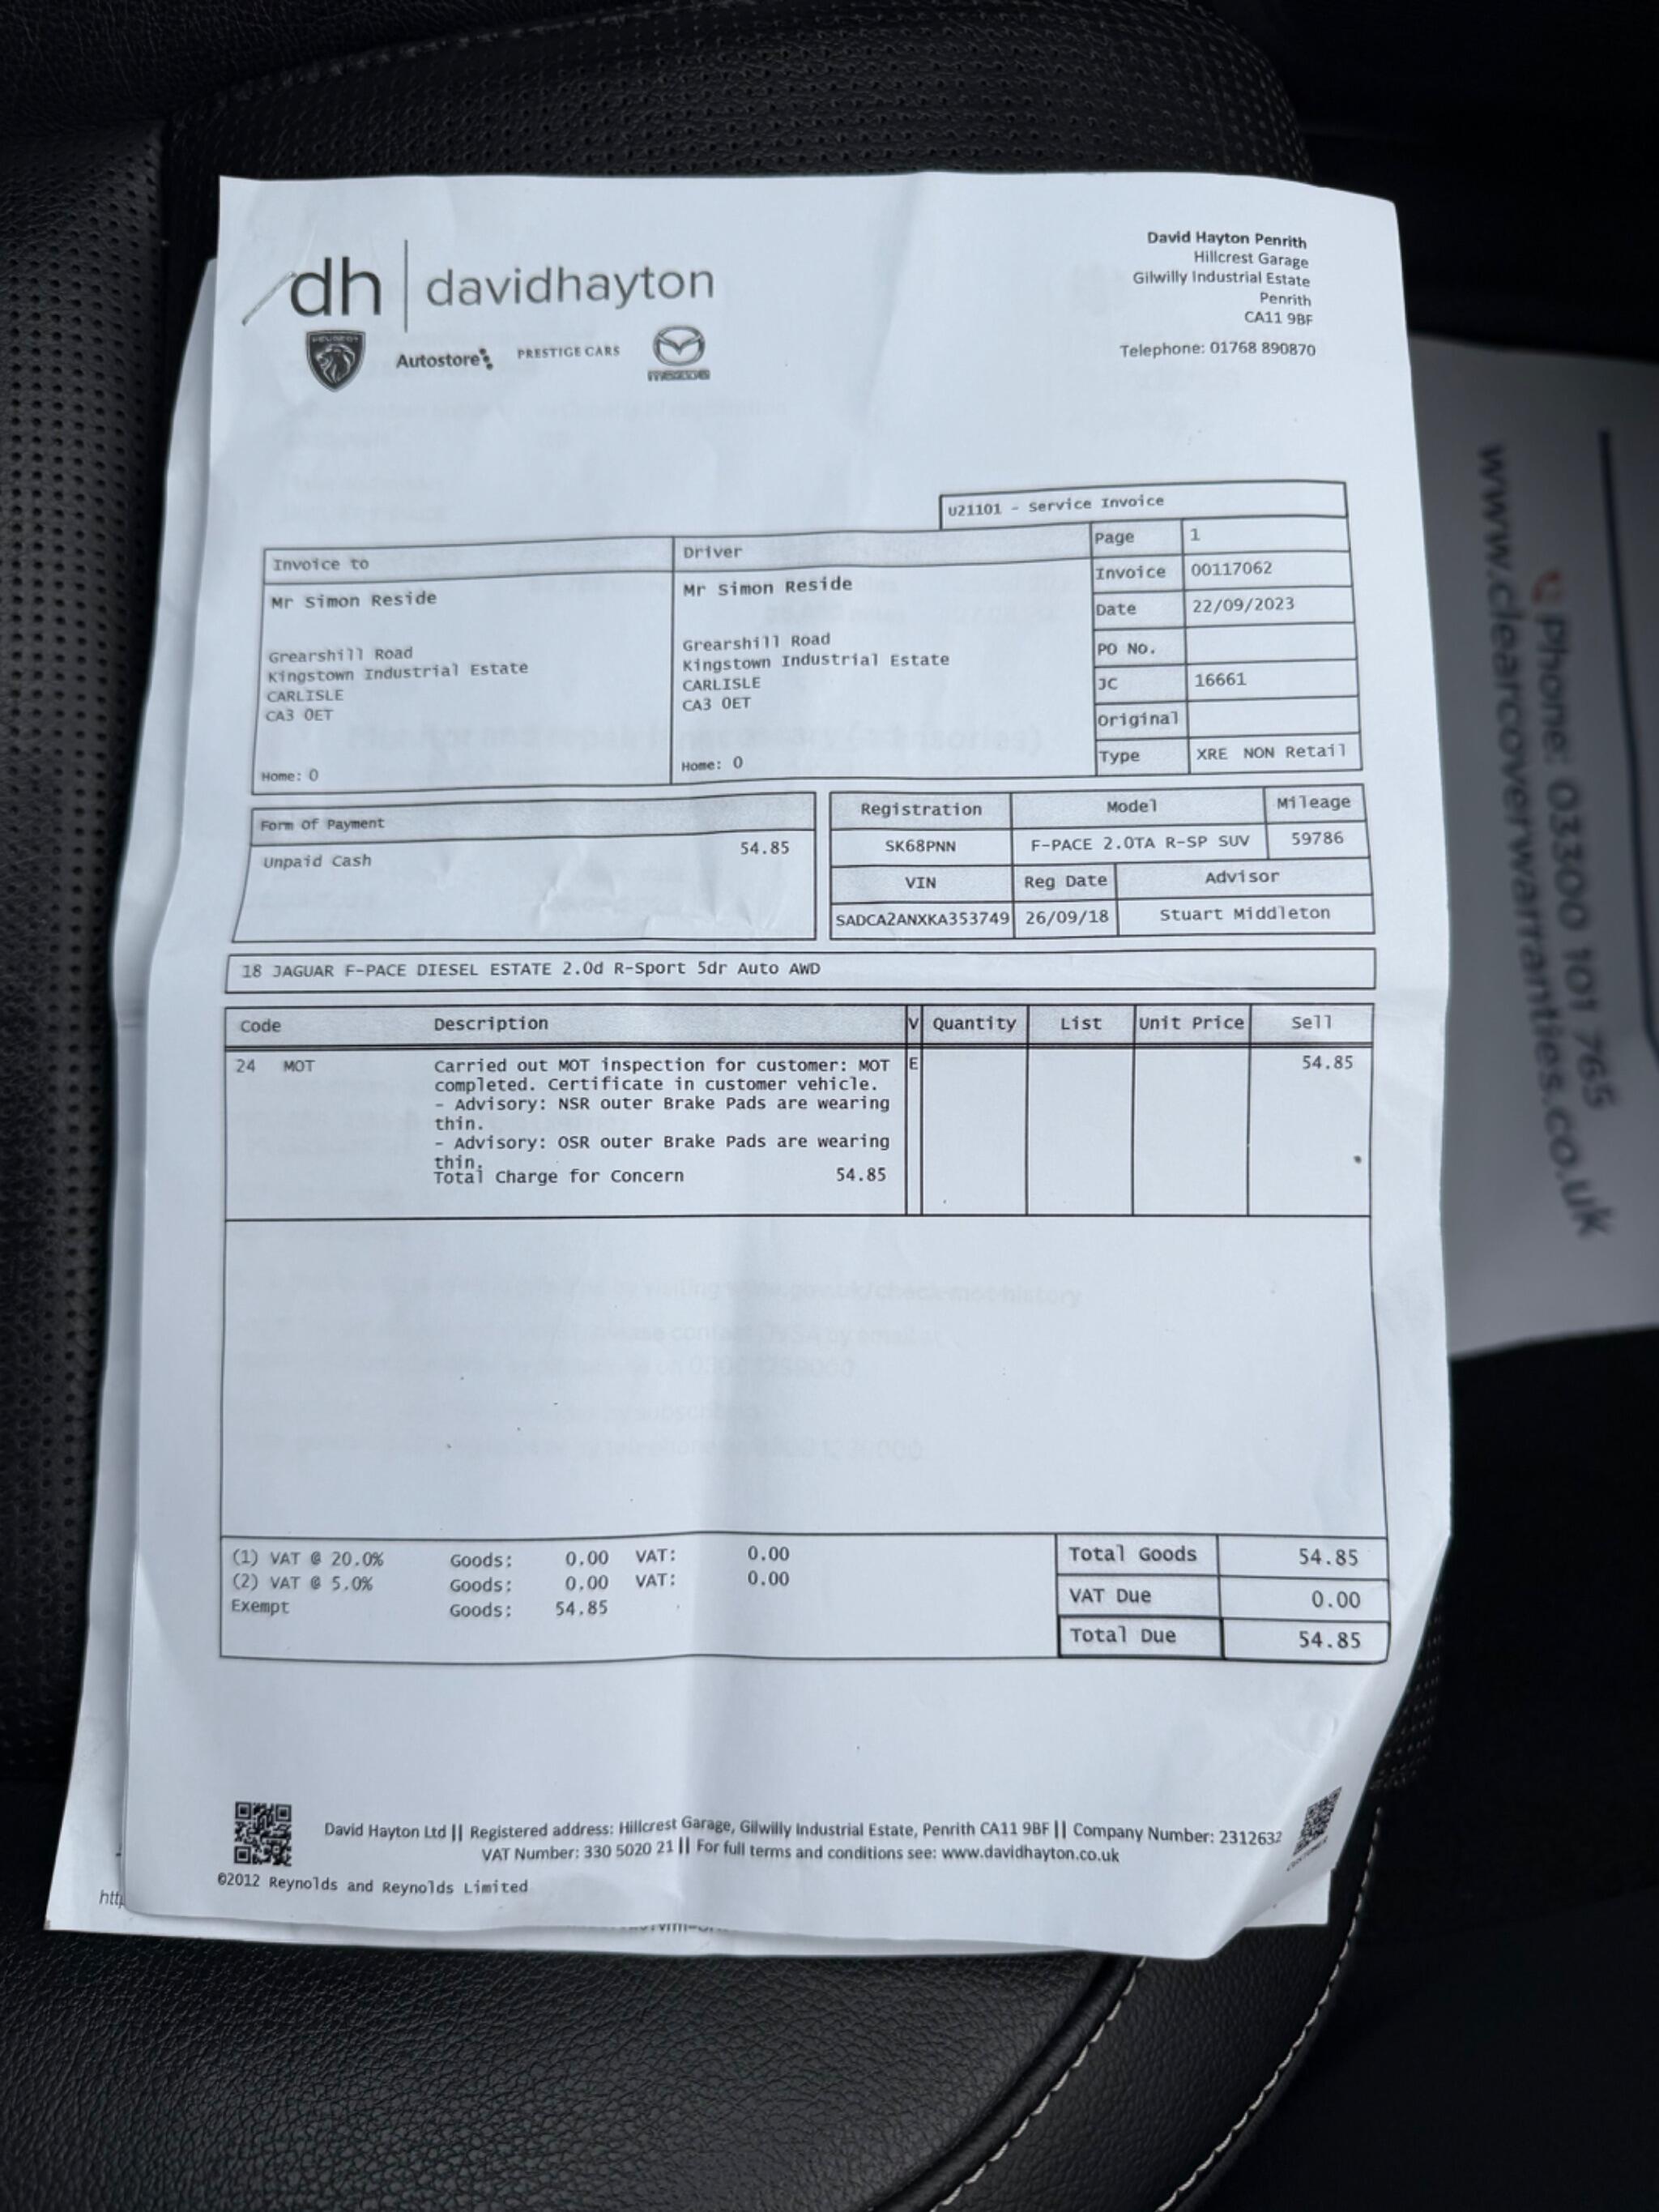 dh | davidhayton
PEUGEOT
Autostore
PRESTIGE CARS
mazda
David Hayton Penrith
Hillcrest Garage
Gilwilly Industrial Estate
Penrith
CA11 9BF
Telephone: 01768 890870
U21101 - Service Invoice
Page 1
Invoice 00117062
Date 22/09/2023
PO No.
JC 16661
Original
Type XRE NON Retail
Invoice to
Mr Simon Reside
Grearshill Road
Kingstown Industrial Estate
CARLISLE
CA3 0ET
Home: 0
Driver
Mr Simon Reside
Grearshill Road
Kingstown Industrial Estate
CARLISLE
CA3 0ET
Home: 0
Form Of Payment
Unpaid Cash 54.85
Registration Model Mileage
SK68PNN F-PACE 2.0TA R-SP SUV 59786
VIN Reg Date Advisor
SADCA2ANXKA353749 26/09/18 Stuart Middleton
18 JAGUAR F-PACE DIESEL ESTATE 2.0d R-Sport 5dr Auto AWD
Code Description V Quantity List Unit Price Sell
24 MOT Carried out MOT inspection for customer: MOT E 54.85
completed. Certificate in customer vehicle.
- Advisory: NSR outer Brake Pads are wearing
thin.
- Advisory: OSR outer Brake Pads are wearing
thin.
Total Charge for Concern 54.85
(1) VAT @ 20.0% Goods: 0.00 VAT: 0.00
(2) VAT @ 5.0% Goods: 0.00 VAT: 0.00
Exempt Goods: 54.85
Total Goods 54.85
VAT Due 0.00
Total Due 54.85
David Hayton Ltd || Registered address: Hillcrest Garage, Gilwilly Industrial Estate, Penrith CA11 9BF || Company Number: 2312632
VAT Number: 330 5020 21 || For full terms and conditions see: www.davidhayton.co.uk
©2012 Reynolds and Reynolds Limited
CUSTOMER
htt
Phone: 03300 101 765
www.clearcoverwarranties.co.uk